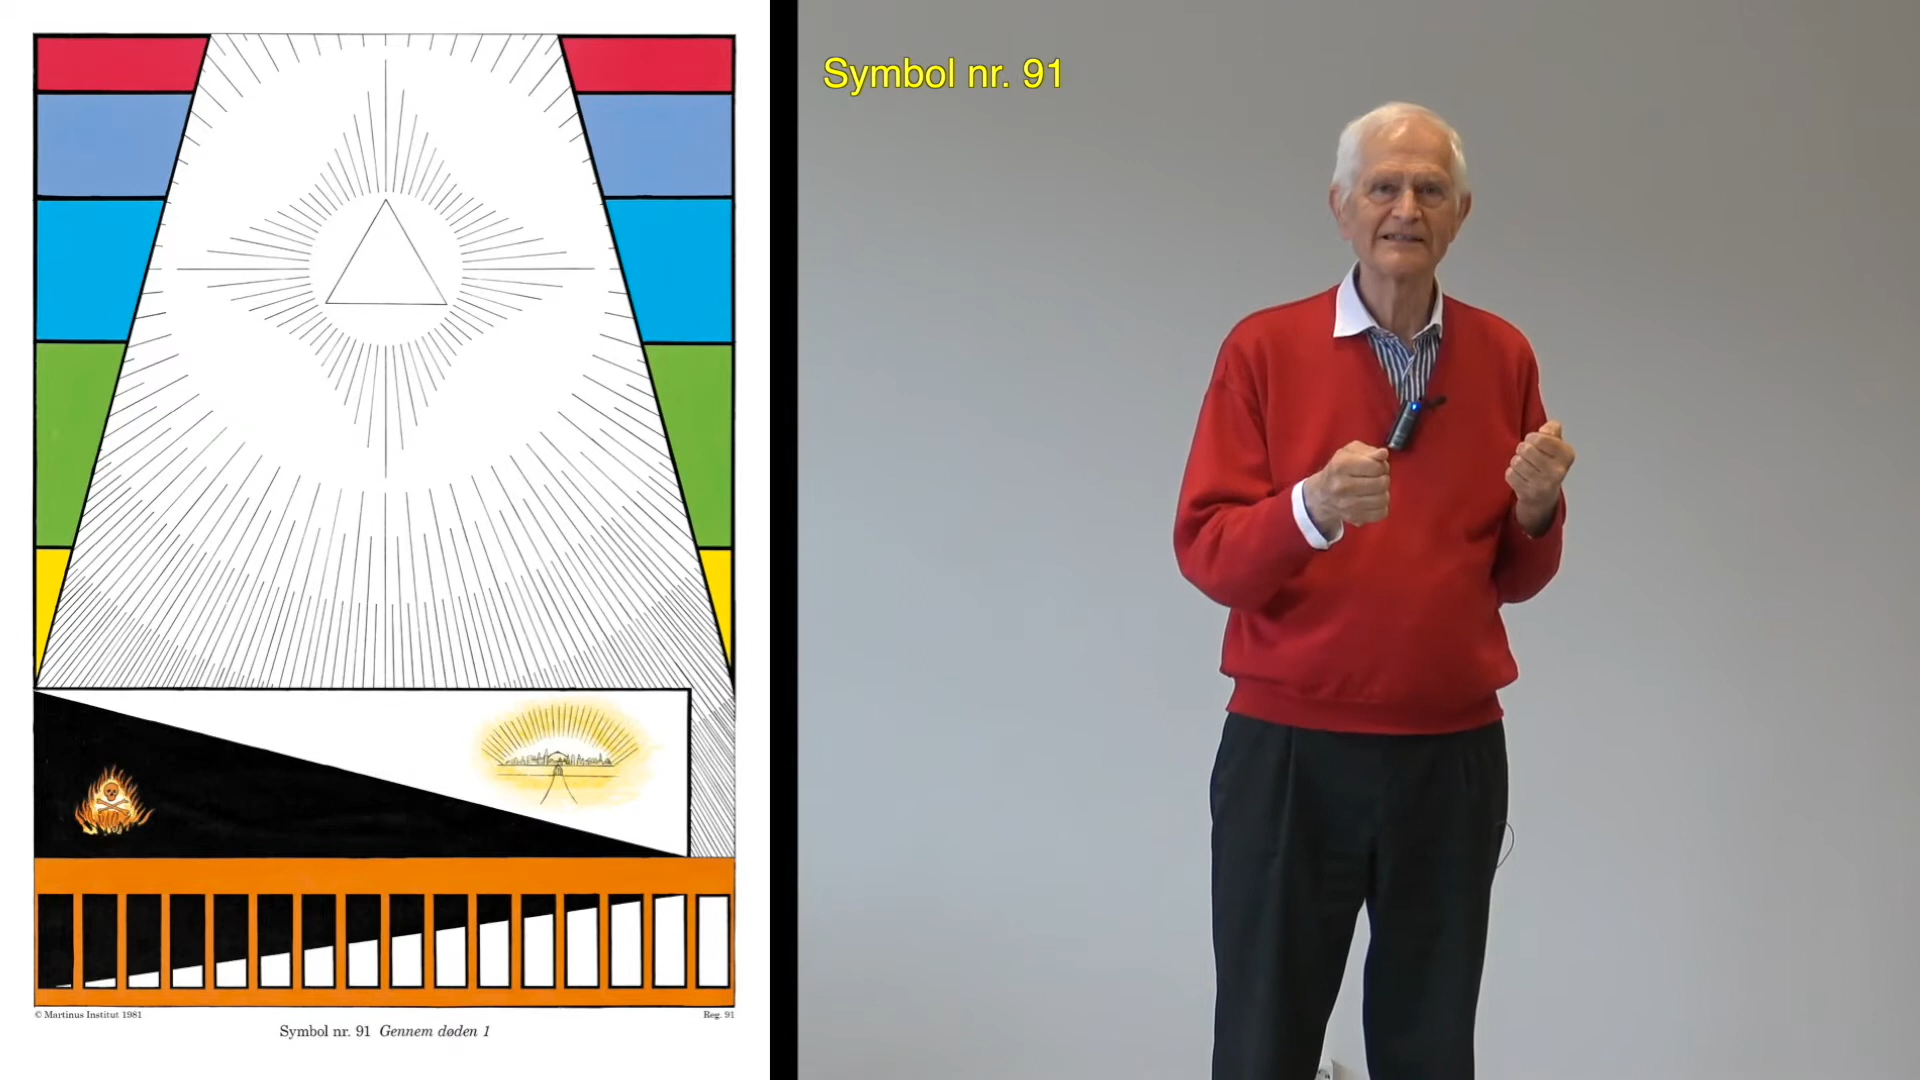 Symbol nr. 91
© Martinus Institut 1981
Reg. 91
Symbol nr. 91 Gennem døden 1